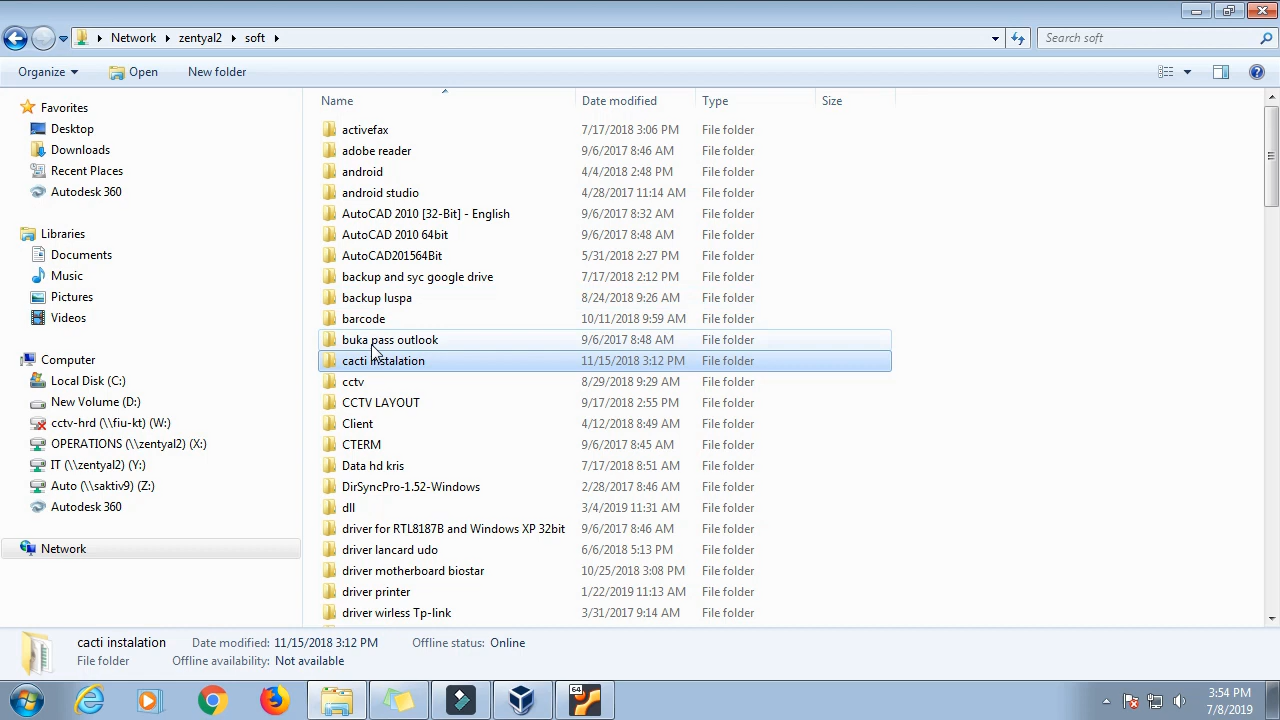 Network zentyal2 soft
Search soft
Organize Open New folder
Name Date modified Type Size
Favorites
Desktop
Downloads
Recent Places
Autodesk 360
Libraries
Documents
Music
Pictures
Videos
Computer
Local Disk (C:)
New Volume (D:)
cctv-hrd (\\fiu-kt) (W:)
OPERATIONS (\\zentyal2) (X:)
IT (\\zentyal2) (Y:)
Auto (\\saktiv9) (Z:)
Autodesk 360
Network
activefax 7/17/2018 3:06 PM File folder
adobe reader 9/6/2017 8:46 AM File folder
android 4/4/2018 2:48 PM File folder
android studio 4/28/2017 11:14 AM File folder
AutoCAD 2010 [32-Bit] - English 9/6/2017 8:32 AM File folder
AutoCAD 2010 64bit 9/6/2017 8:48 AM File folder
AutoCAD201564Bit 5/31/2018 2:27 PM File folder
backup and syc google drive 7/17/2018 2:12 PM File folder
backup luspa 8/24/2018 9:26 AM File folder
barcode 10/11/2018 9:59 AM File folder
buka pass outlook 9/6/2017 8:48 AM File folder
cacti instalation 11/15/2018 3:12 PM File folder
cctv 8/29/2018 9:29 AM File folder
CCTV LAYOUT 9/17/2018 2:55 PM File folder
Client 4/12/2018 8:49 AM File folder
CTERM 9/6/2017 8:45 AM File folder
Data hd kris 7/17/2018 8:51 AM File folder
DirSyncPro-1.52-Windows 2/28/2017 8:46 AM File folder
dll 3/4/2019 11:31 AM File folder
driver for RTL8187B and Windows XP 32bit 9/6/2017 8:46 AM File folder
driver lancard udo 6/6/2018 5:13 PM File folder
driver motherboard biostar 10/25/2018 3:08 PM File folder
driver printer 1/22/2019 11:13 AM File folder
driver wirless Tp-link 3/31/2017 9:14 AM File folder
cacti instalation Date modified: 11/15/2018 3:12 PM Offline status: Online
File folder Offline availability: Not available
64
3:54 PM
7/8/2019